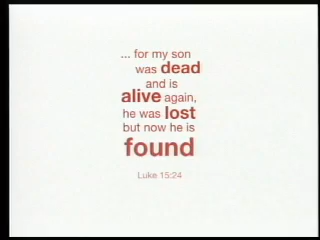 ... for my son
was dead
and is
alive again,
he was lost
but now he is
found
Luke 15:24